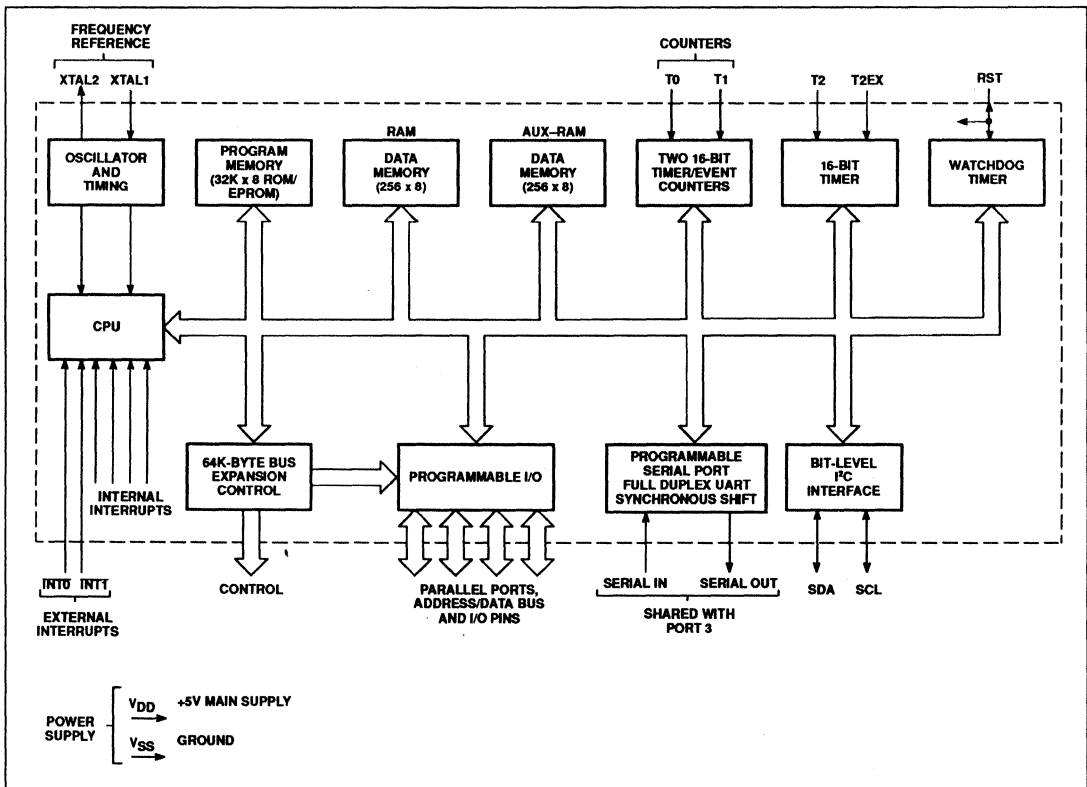 FREQUENCY
REFERENCE
XTAL2 XTAL1
COUNTERS
T0 T1
T2 T2EX
RST
OSCILLATOR
AND
TIMING
PROGRAM
MEMORY
(32K x 8 ROM/
EPROM)
RAM
DATA
MEMORY
(256 x 8)
AUX–RAM
DATA
MEMORY
(256 x 8)
TWO 16-BIT
TIMER/EVENT
COUNTERS
16-BIT
TIMER
WATCHDOG
TIMER
CPU
INTERNAL
INTERRUPTS
64K-BYTE BUS
EXPANSION
CONTROL
PROGRAMMABLE I/O
PROGRAMMABLE
SERIAL PORT
FULL DUPLEX UART
SYNCHRONOUS SHIFT
BIT-LEVEL
I²C
INTERFACE
INT0 INT1
EXTERNAL
INTERRUPTS
CONTROL
PARALLEL PORTS,
ADDRESS/DATA BUS
AND I/O PINS
SERIAL IN SERIAL OUT
SHARED WITH
PORT 3
SDA SCL
POWER
SUPPLY
VDD +5V MAIN SUPPLY
VSS GROUND